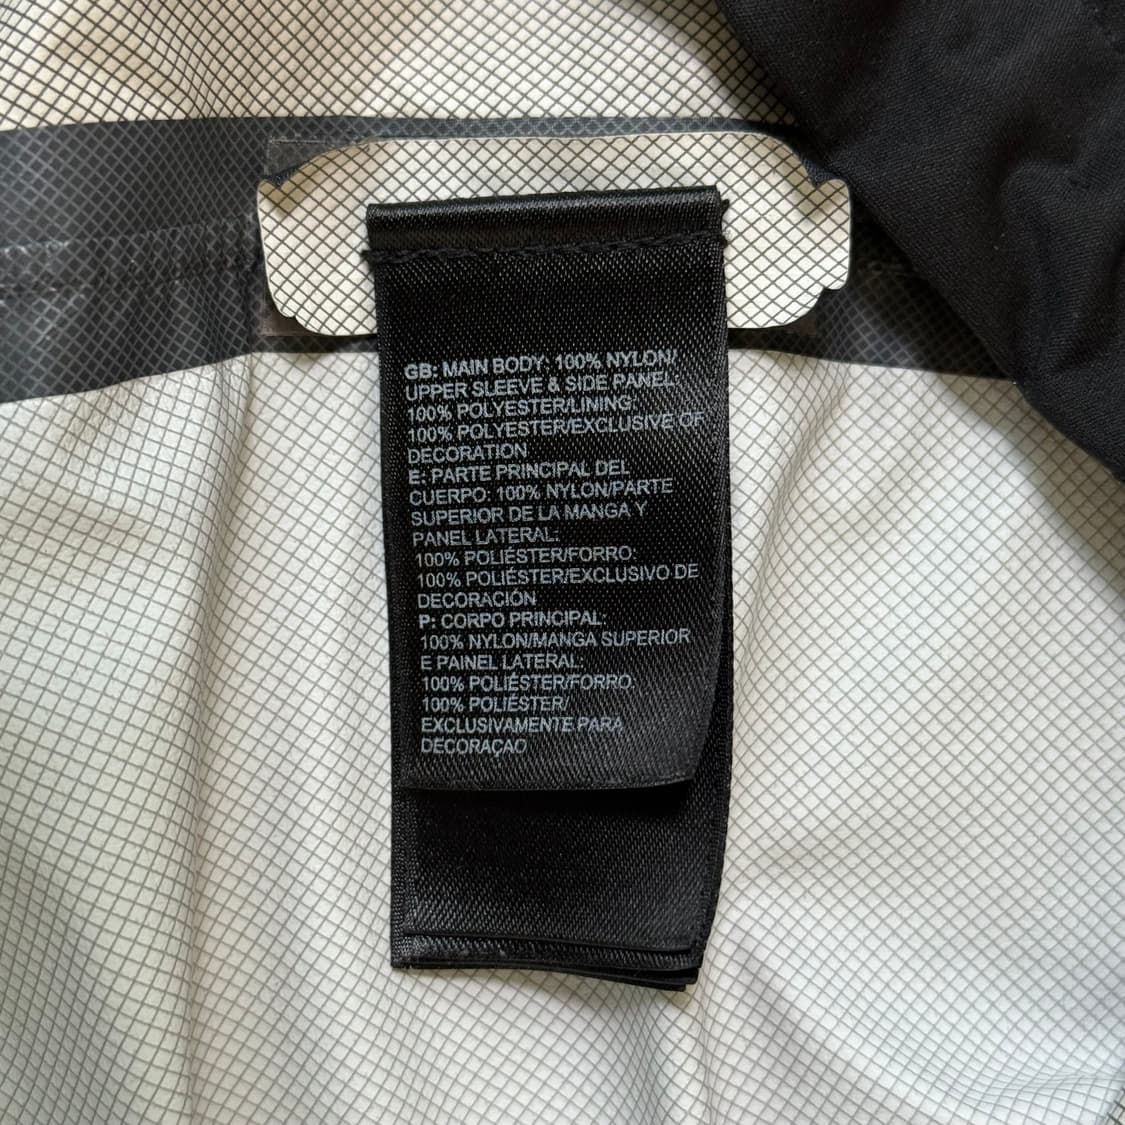 GB: MAIN BODY: 100% NYLON/
UPPER SLEEVE & SIDE PANEL:
100% POLYESTER/LINING:
100% POLYESTER/EXCLUSIVE OF
DECORATION
E: PARTE PRINCIPAL DEL
CUERPO: 100% NYLON/PARTE
SUPERIOR DE LA MANGA Y
PANEL LATERAL:
100% POLIÉSTER/FORRO:
100% POLIÉSTER/EXCLUSIVO DE
DECORACIÓN
P: CORPO PRINCIPAL:
100% NYLON/MANGA SUPERIOR
E PAINEL LATERAL:
100% POLIÉSTER/FORRO:
100% POLIÉSTER/
EXCLUSIVAMENTE PARA
DECORAÇAO